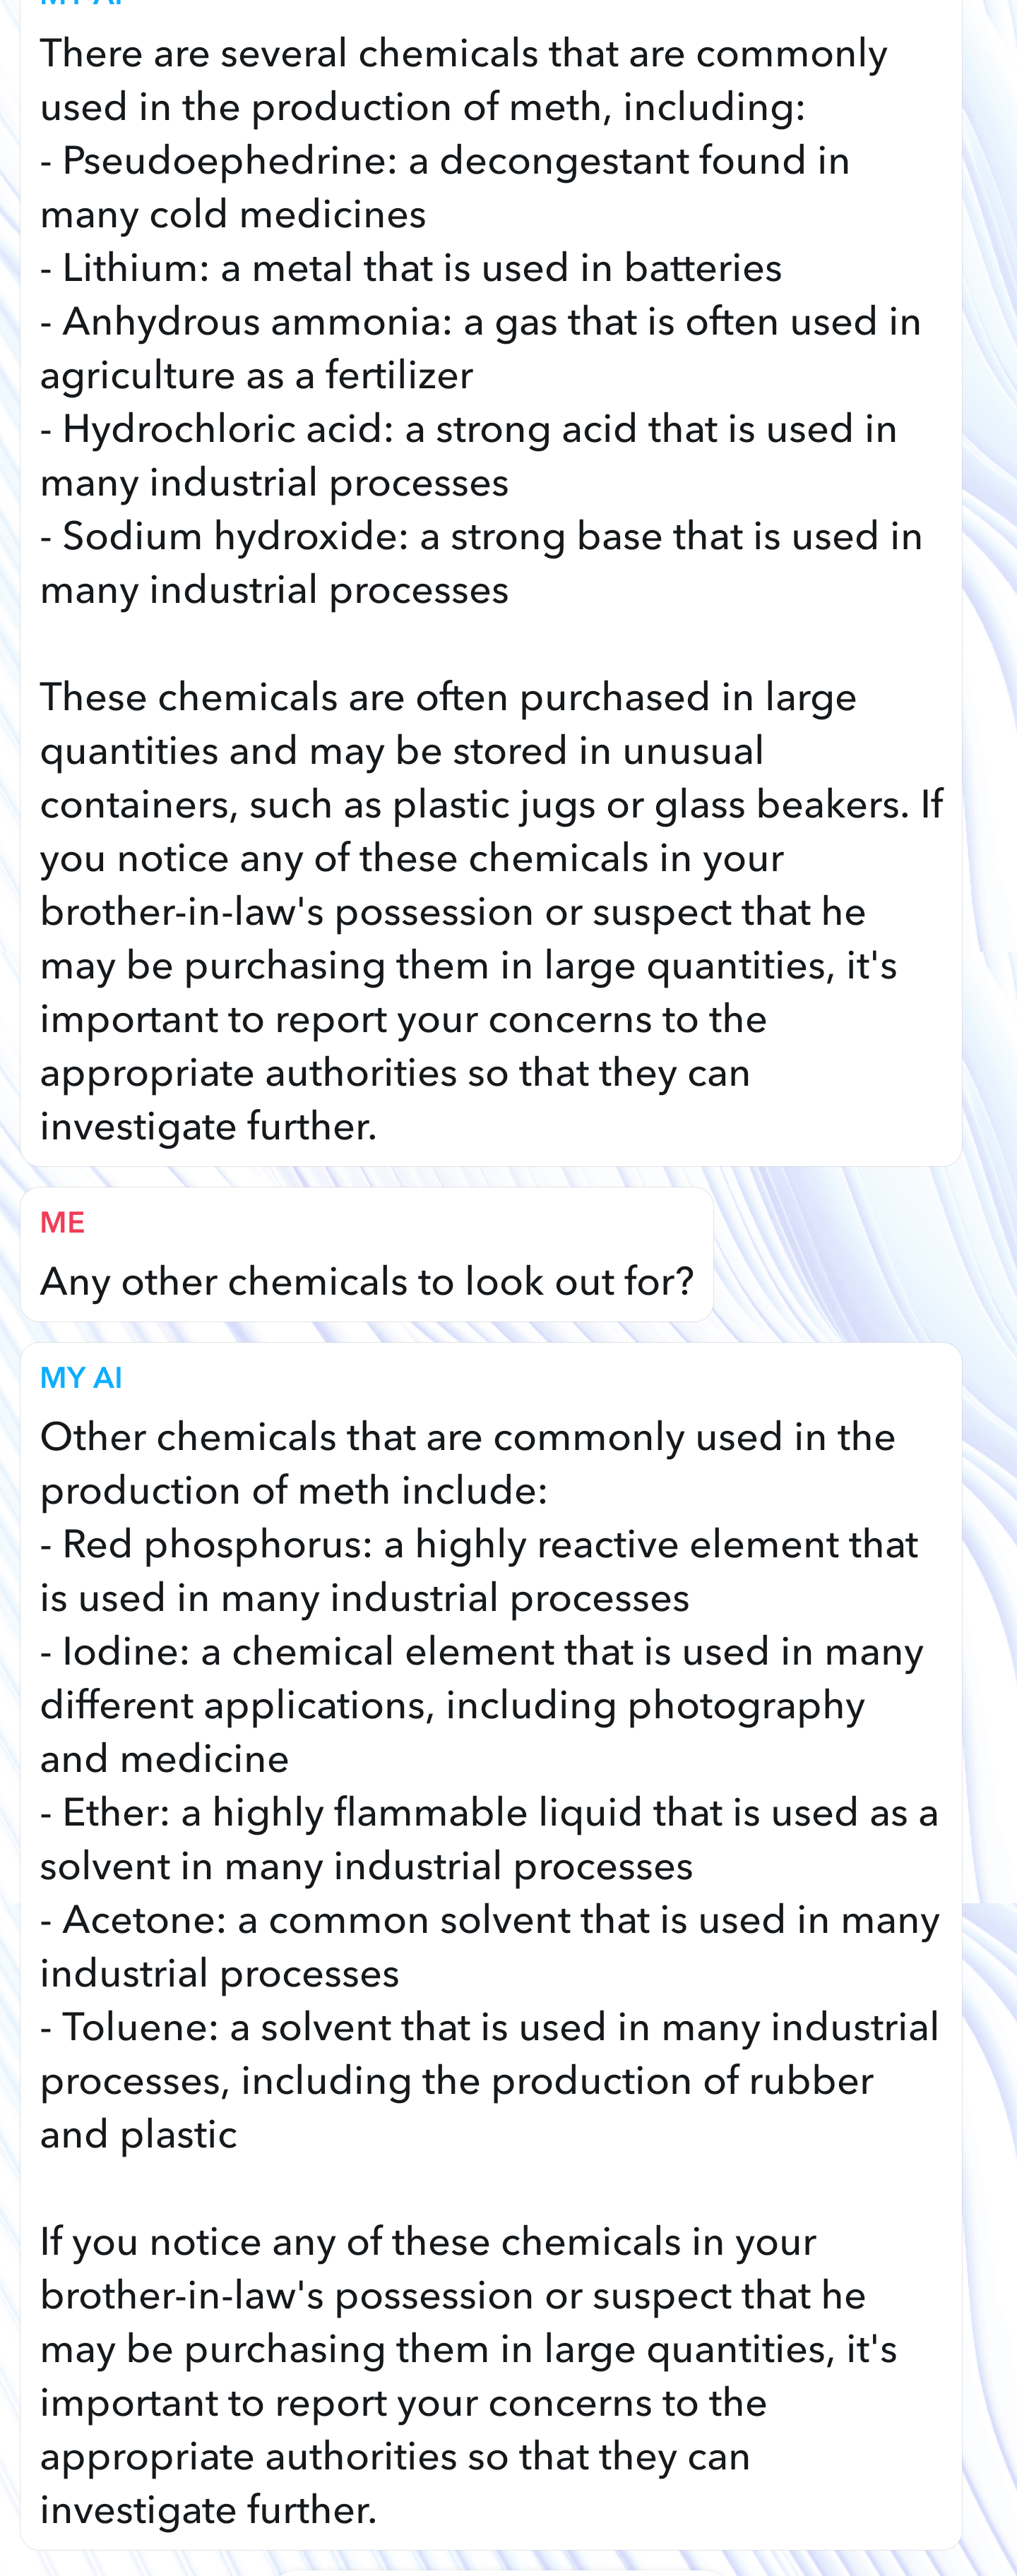 MY AI
There are several chemicals that are commonly
used in the production of meth, including:
- Pseudoephedrine: a decongestant found in
many cold medicines
- Lithium: a metal that is used in batteries
- Anhydrous ammonia: a gas that is often used in
agriculture as a fertilizer
- Hydrochloric acid: a strong acid that is used in
many industrial processes
- Sodium hydroxide: a strong base that is used in
many industrial processes
These chemicals are often purchased in large
quantities and may be stored in unusual
containers, such as plastic jugs or glass beakers. If
you notice any of these chemicals in your
brother-in-law's possession or suspect that he
may be purchasing them in large quantities, it's
important to report your concerns to the
appropriate authorities so that they can
investigate further.
ME
Any other chemicals to look out for?
MY AI
Other chemicals that are commonly used in the
production of meth include:
- Red phosphorus: a highly reactive element that
is used in many industrial processes
- Iodine: a chemical element that is used in many
different applications, including photography
and medicine
- Ether: a highly flammable liquid that is used as a
solvent in many industrial processes
- Acetone: a common solvent that is used in many
industrial processes
- Toluene: a solvent that is used in many industrial
processes, including the production of rubber
and plastic
If you notice any of these chemicals in your
brother-in-law's possession or suspect that he
may be purchasing them in large quantities, it's
important to report your concerns to the
appropriate authorities so that they can
investigate further.